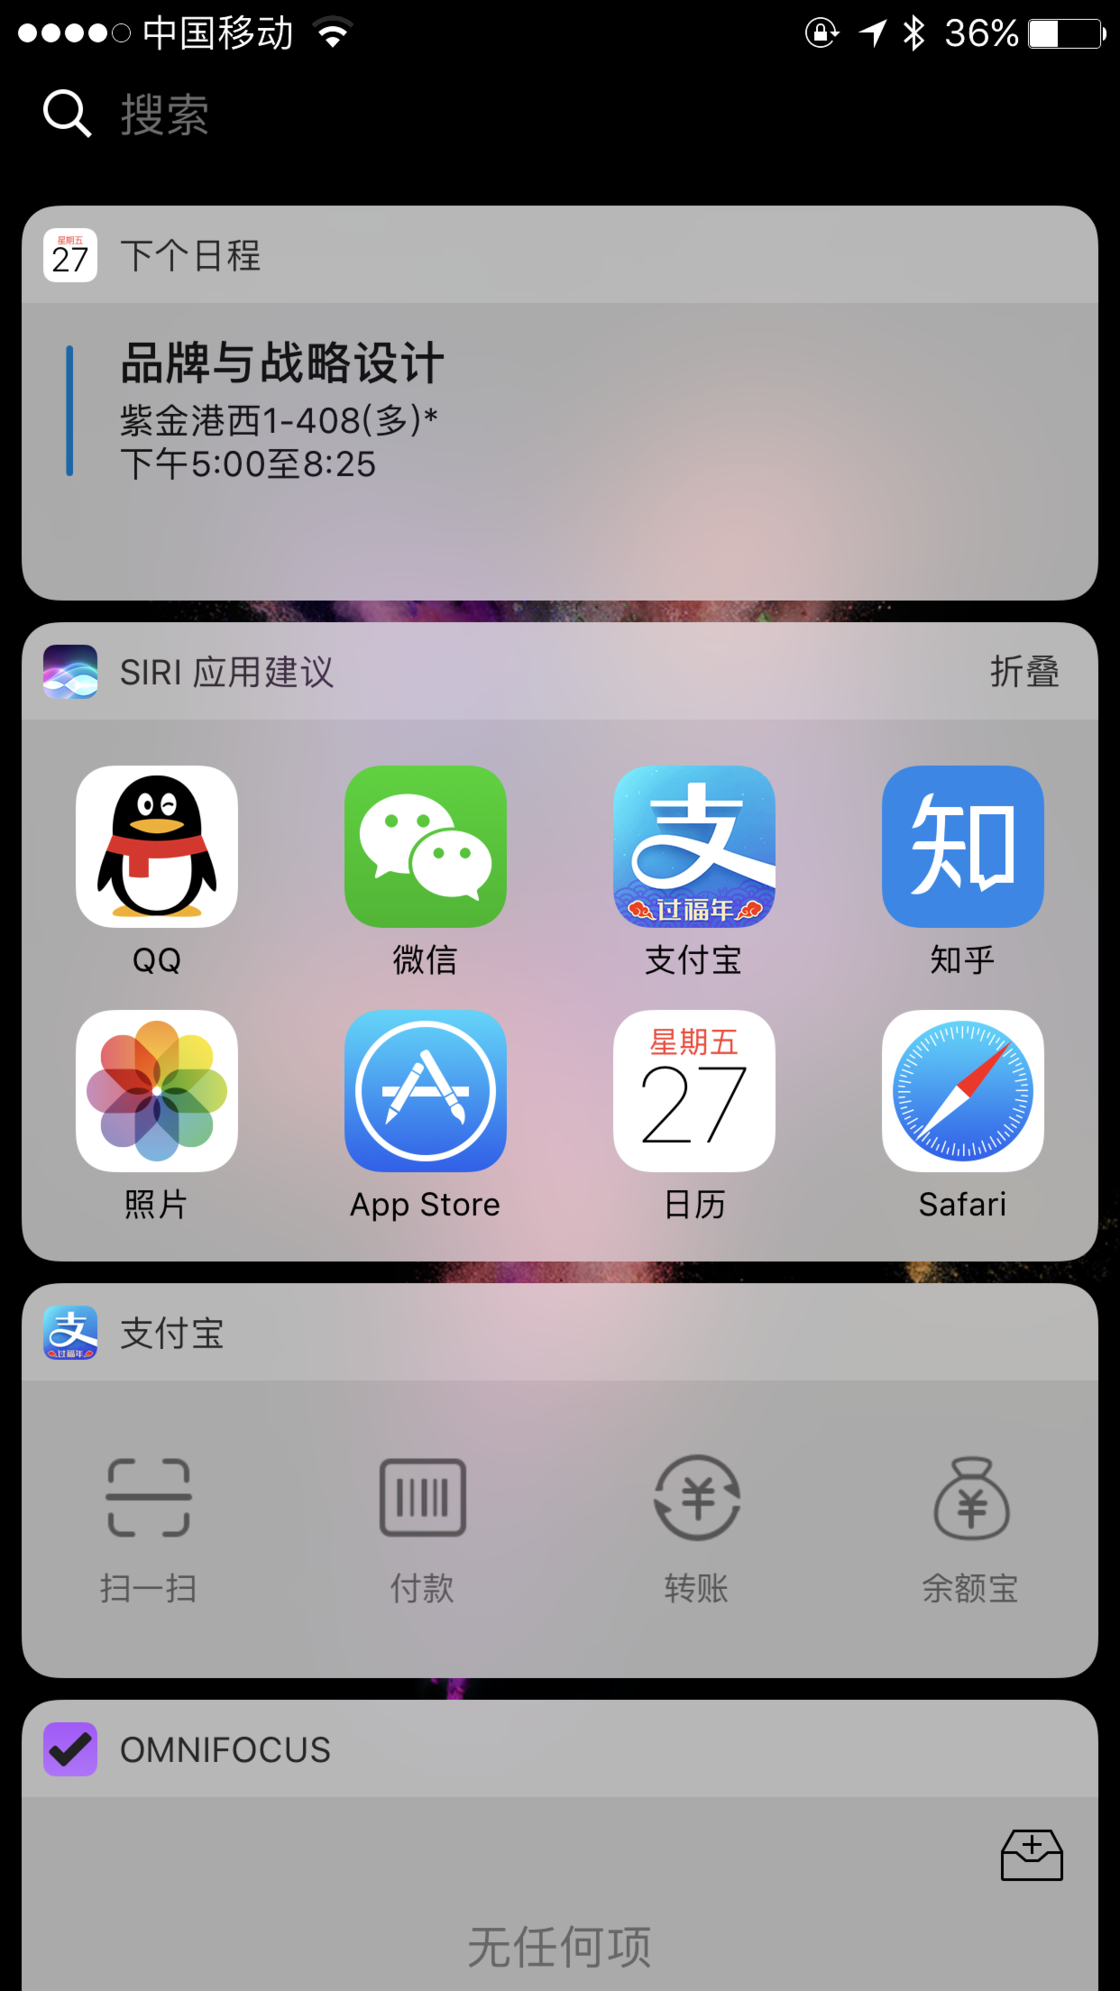 中国移动 36%
搜索
星期五
27
下个日程
品牌与战略设计
紫金港西1-408(多)*
下午5:00至8:25
SIRI 应用建议 折叠
支 知
过福年
QQ 微信 支付宝 知乎
星期五
27
照片 App Store 日历 Safari
支
过福年
支付宝
扫一扫 付款 转账 余额宝
OMNIFOCUS
无任何项